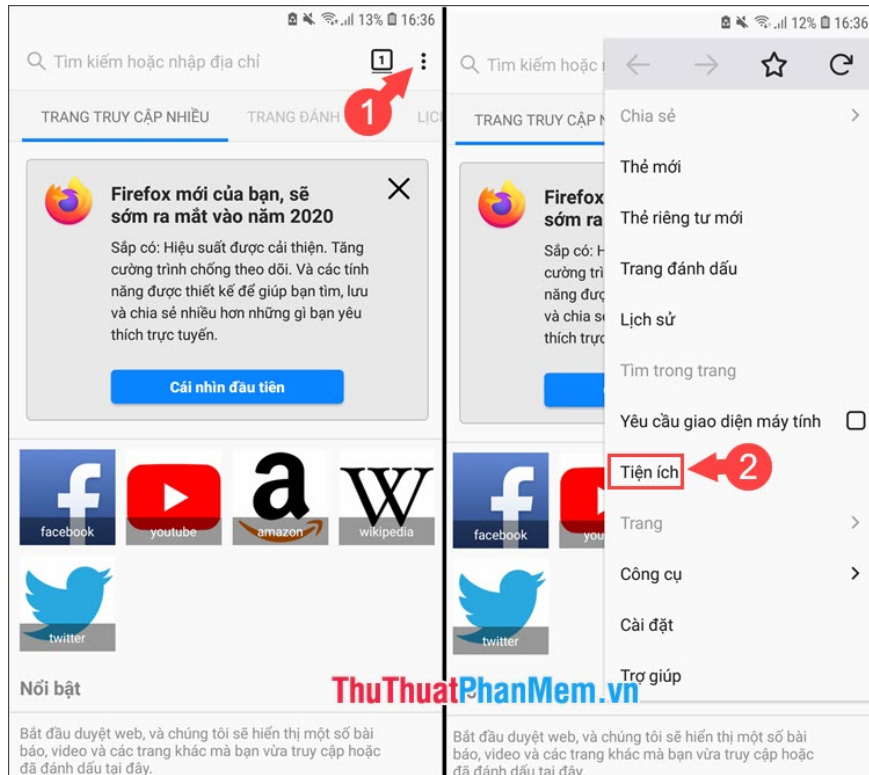 13% 16:36
Tìm kiếm hoặc nhập địa chỉ
1
1
TRANG TRUY CẬP NHIỀU TRANG ĐÁNH LỊC
Firefox mới của bạn, sẽ
sớm ra mắt vào năm 2020
Sắp có: Hiệu suất được cải thiện. Tăng
cường trình chống theo dõi. Và các tính
năng được thiết kế để giúp bạn tìm, lưu
và chia sẻ nhiều hơn những gì bạn yêu
thích trực tuyến.
Cái nhìn đầu tiên
facebook
youtube
a
amazon
W
wikipedia
twitter
Nổi bật
Bắt đầu duyệt web, và chúng tôi sẽ hiển thị một số bài
báo, video và các trang khác mà bạn vừa truy cập hoặc
đã đánh dấu tại đây.
12% 16:36
Tìm kiếm hoặc
TRANG TRUY CẬP
Firefox
sớm ra
Sắp có: H
cường trì
năng đượ
và chia s
thích trực
facebook
you
twitter
Chia sẻ
Thẻ mới
Thẻ riêng tư mới
Trang đánh dấu
Lịch sử
Tìm trong trang
Yêu cầu giao diện máy tính
Tiện ích
2
Trang
Công cụ
Cài đặt
Trợ giúp
Bắt đầu duyệt web, và chúng tôi sẽ hiển thị một số bài
báo, video và các trang khác mà bạn vừa truy cập hoặc
đã đánh dấu tại đây.
ThuThuatPhanMem.vn